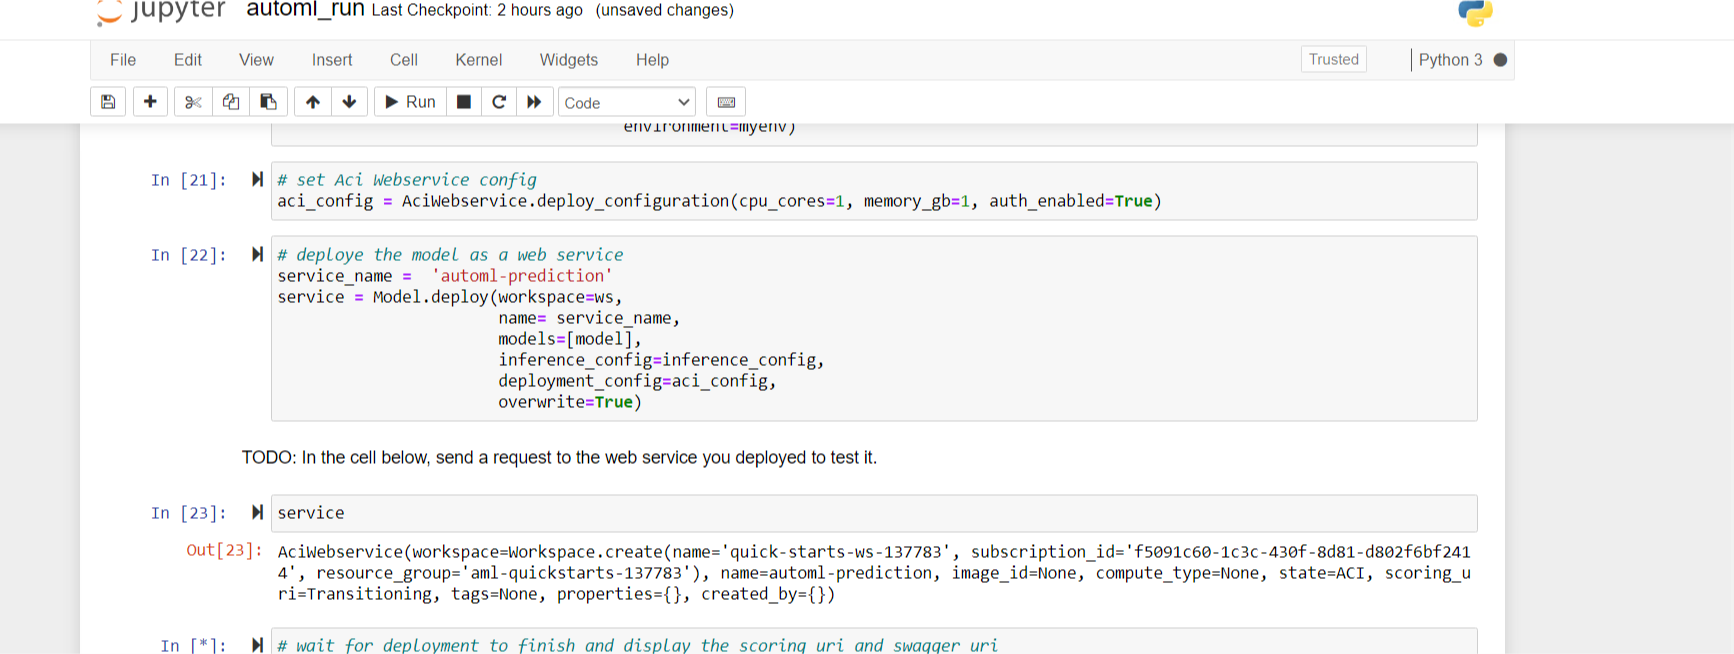 jupyter automl_run Last Checkpoint: 2 hours ago (unsaved changes)
File Edit View Insert Cell Kernel Widgets Help Trusted Python 3
Run Code
environment=myenv)
In [21]: # set Aci Webservice config
aci_config = AciWebservice.deploy_configuration(cpu_cores=1, memory_gb=1, auth_enabled=True)
In [22]: # deploye the model as a web service
service_name =  'automl-prediction'
service = Model.deploy(workspace=ws,
name= service_name,
models=[model],
inference_config=inference_config,
deployment_config=aci_config,
overwrite=True)
TODO: In the cell below, send a request to the web service you deployed to test it.
In [23]: service
Out[23]: AciWebservice(workspace=Workspace.create(name='quick-starts-ws-137783', subscription_id='f5091c60-1c3c-430f-8d81-d802f6bf241
4', resource_group='aml-quickstarts-137783'), name=automl-prediction, image_id=None, compute_type=None, state=ACI, scoring_u
ri=Transitioning, tags=None, properties={}, created_by={})
In [*]: # wait for deployment to finish and display the scoring uri and swagger uri